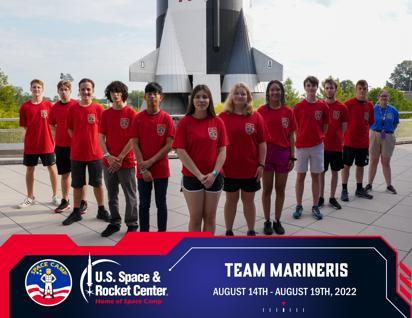 SPACE CAMP
U.S. Space &
Rocket Center
Home of Space Camp
TEAM MARINERIS
AUGUST 14TH - AUGUST 19TH, 2022